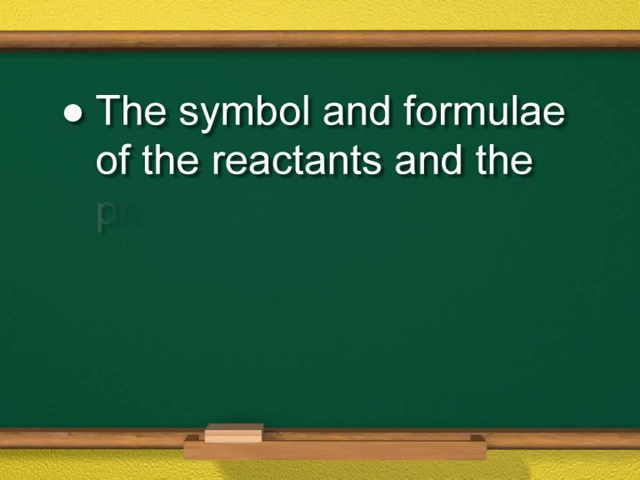 ● The symbol and formulae
of the reactants and the